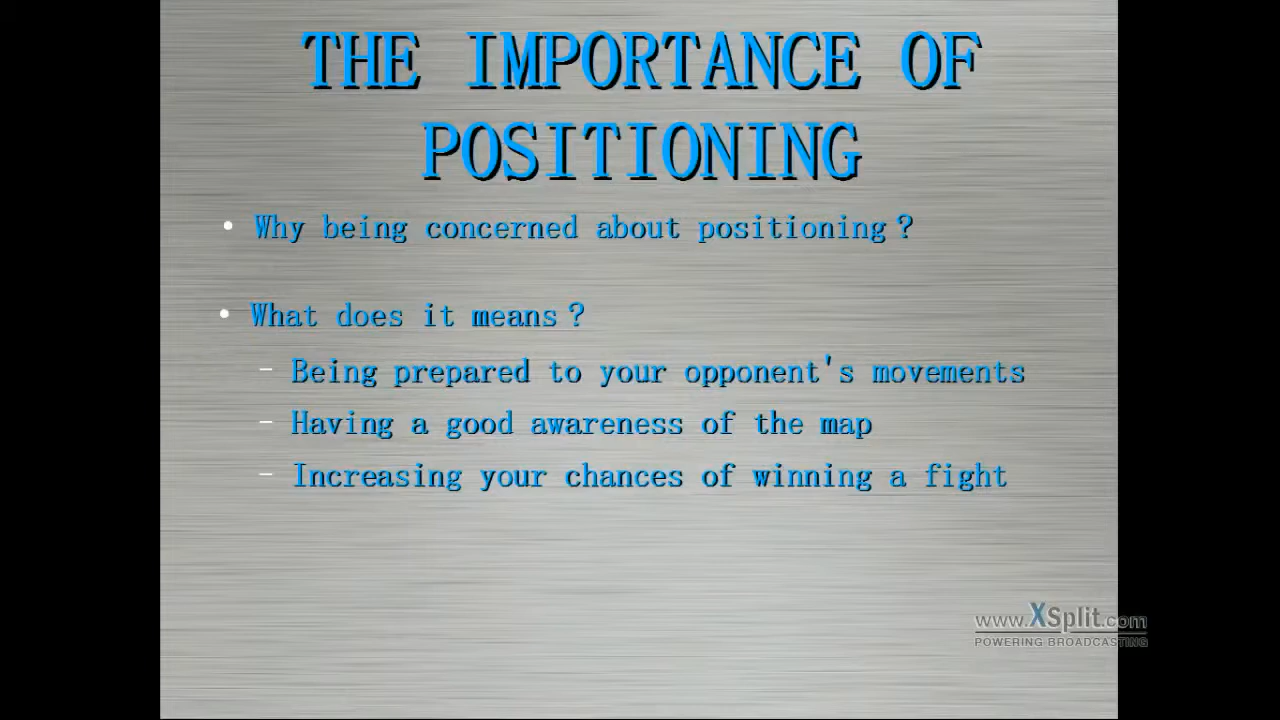 THE IMPORTANCE OF
POSITIONING
• Why being concerned about positioning?
• What does it means?
– Being prepared to your opponent's movements
– Having a good awareness of the map
– Increasing your chances of winning a fight
www.XSplit.com
POWERING BROADCASTING